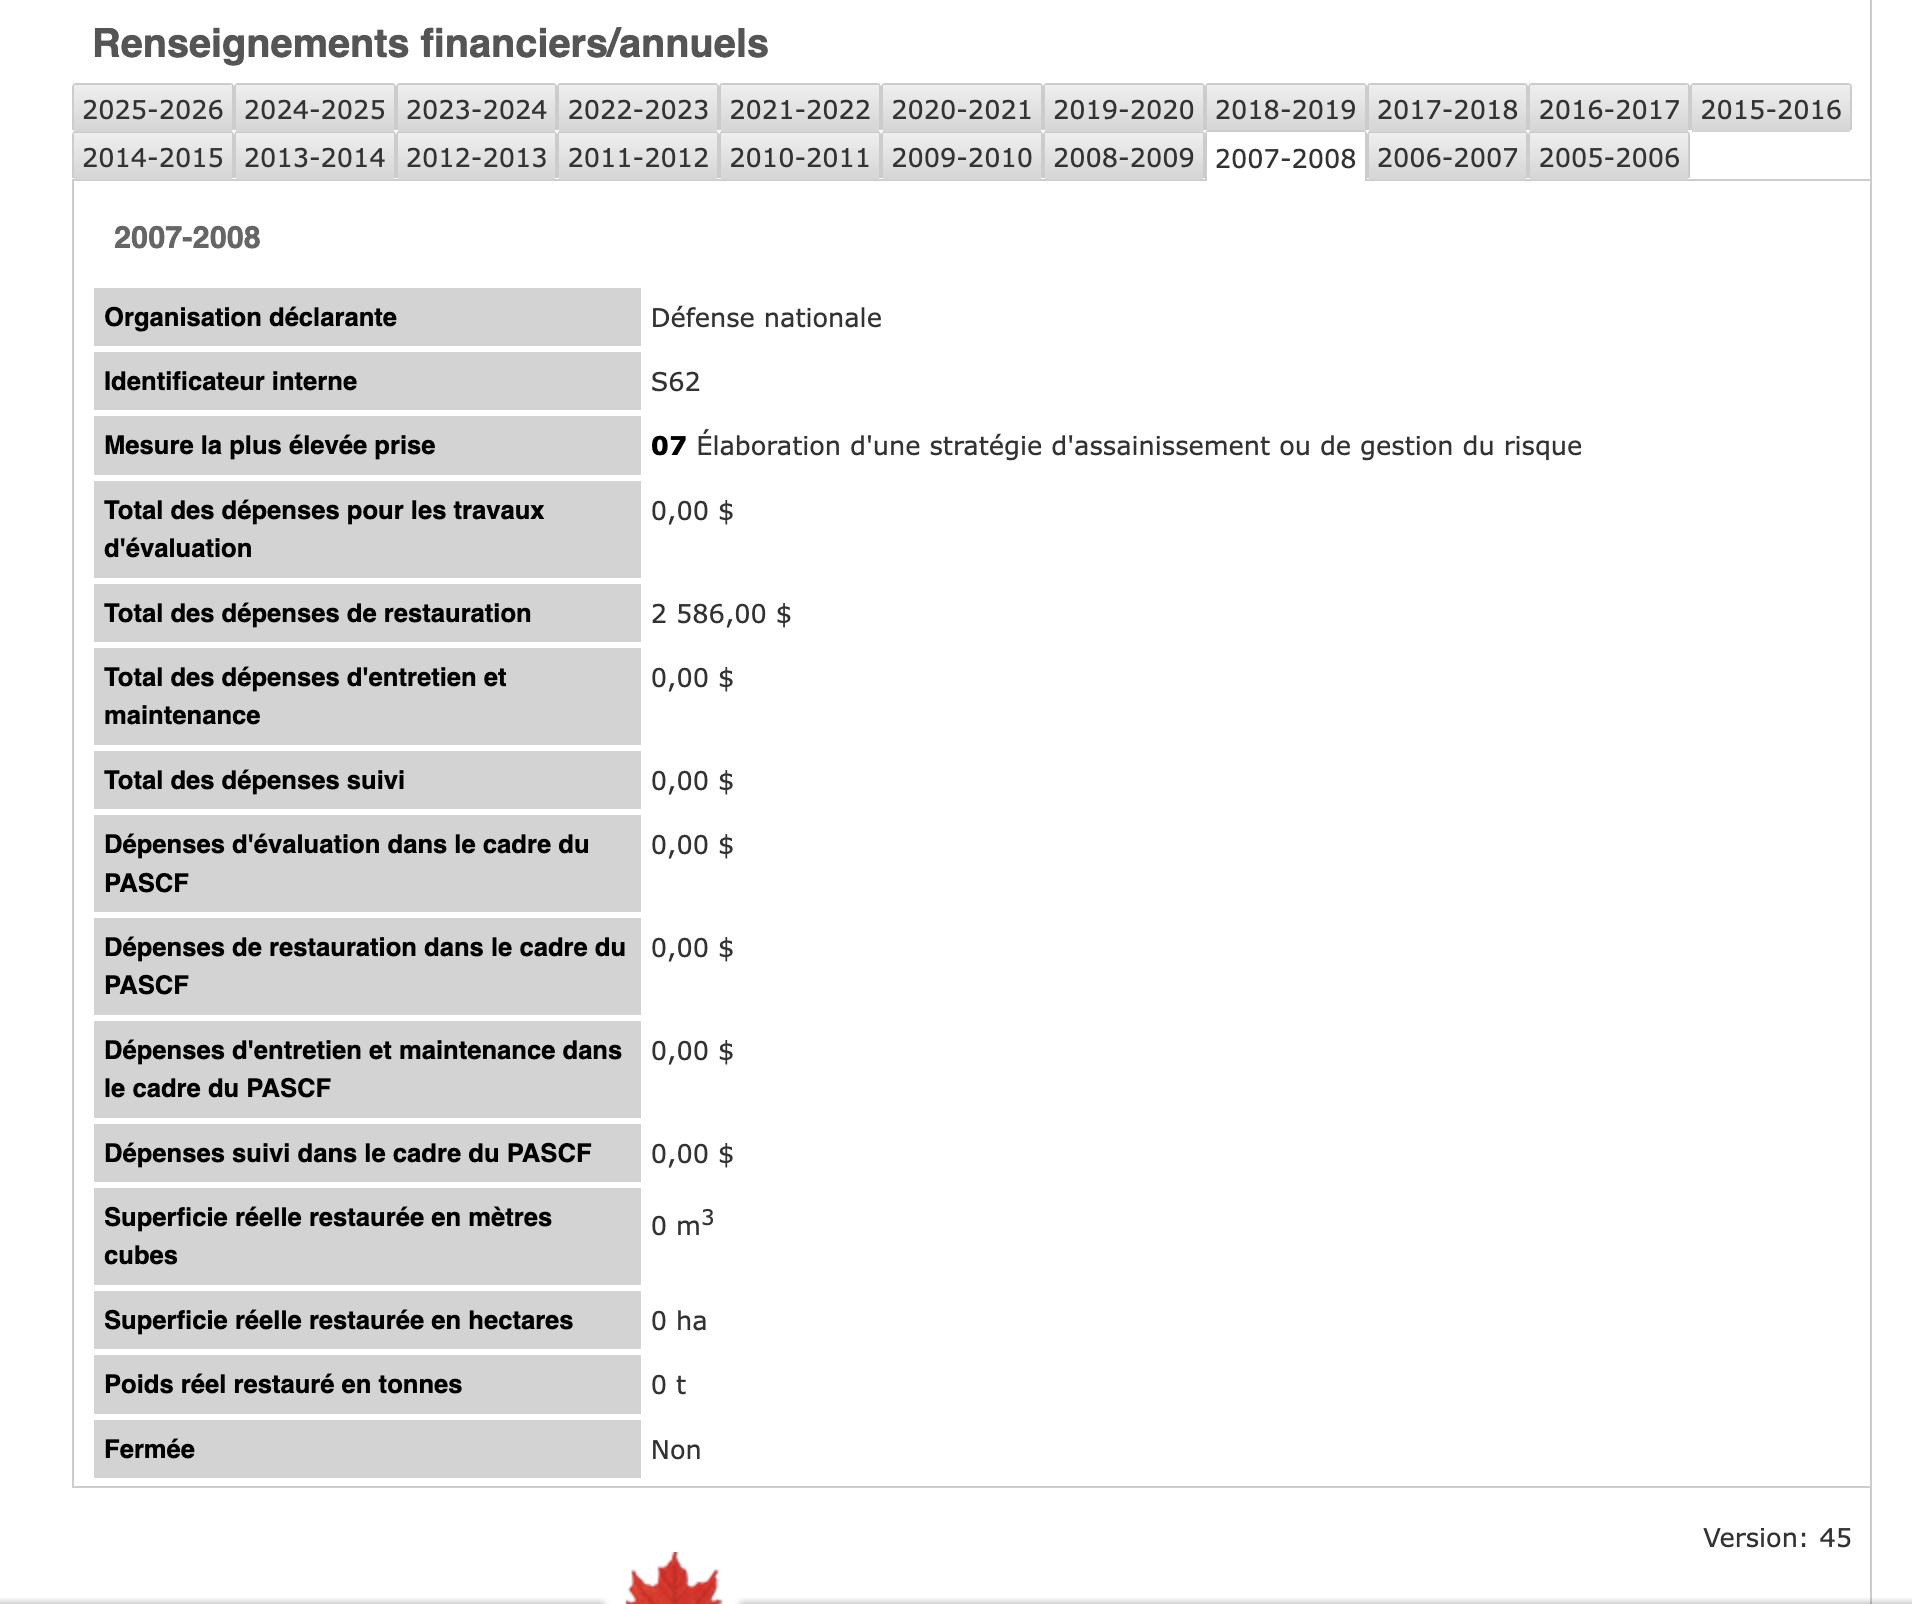 Renseignements financiers/annuels
2025-2026 2024-2025 2023-2024 2022-2023 2021-2022 2020-2021 2019-2020 2018-2019 2017-2018 2016-2017 2015-2016
2014-2015 2013-2014 2012-2013 2011-2012 2010-2011 2009-2010 2008-2009 2007-2008 2006-2007 2005-2006
2007-2008
Organisation déclarante Défense nationale
Identificateur interne S62
Mesure la plus élevée prise 07 Élaboration d'une stratégie d'assainissement ou de gestion du risque
Total des dépenses pour les travaux 0,00 $
d'évaluation
Total des dépenses de restauration 2 586,00 $
Total des dépenses d'entretien et 0,00 $
maintenance
Total des dépenses suivi 0,00 $
Dépenses d'évaluation dans le cadre du 0,00 $
PASCF
Dépenses de restauration dans le cadre du 0,00 $
PASCF
Dépenses d'entretien et maintenance dans 0,00 $
le cadre du PASCF
Dépenses suivi dans le cadre du PASCF 0,00 $
Superficie réelle restaurée en mètres 0 m³
cubes
Superficie réelle restaurée en hectares 0 ha
Poids réel restauré en tonnes 0 t
Fermée Non
Version: 45